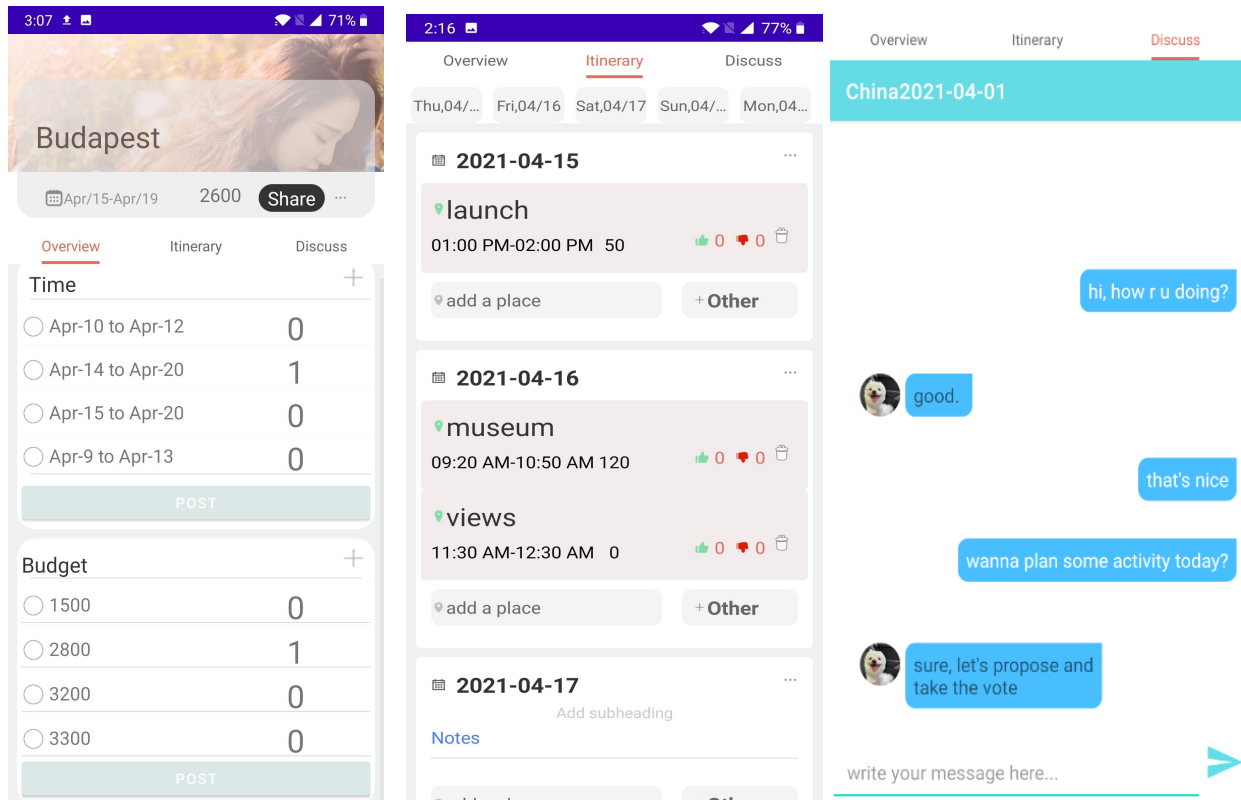 3:07
71%
Budapest
Apr/15-Apr/19 2600 Share ...
Overview Itinerary Discuss
Time +
Apr-10 to Apr-12 0
Apr-14 to Apr-20 1
Apr-15 to Apr-20 0
Apr-9 to Apr-13 0
POST
Budget +
1500 0
2800 1
3200 0
3300 0
POST
2:16
77%
Overview Itinerary Discuss
Thu,04/... Fri,04/16 Sat,04/17 Sun,04/... Mon,04...
2021-04-15 ...
launch
01:00 PM-02:00 PM 50 0 0
add a place + Other
2021-04-16 ...
museum
09:20 AM-10:50 AM 120 0 0
views
11:30 AM-12:30 AM 0 0 0
add a place + Other
2021-04-17 ...
Add subheading
Notes
Overview Itinerary Discuss
China2021-04-01
hi, how r u doing?
good.
that's nice
wanna plan some activity today?
sure, let's propose and
take the vote
write your message here...